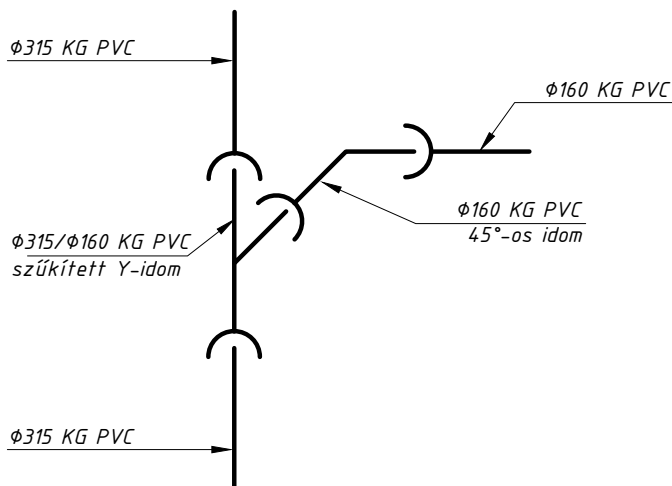 ϕ315 KG PVC
ϕ160 KG PVC
ϕ160 KG PVC
45°-os idom
ϕ315/ϕ160 KG PVC
szűkített Y-idom
ϕ315 KG PVC